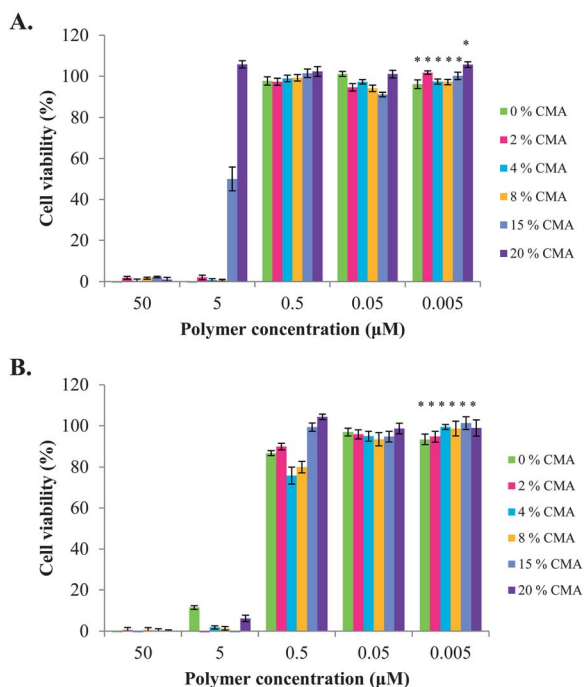 A.
120
100
80
60
40
20
0
Cell viability (%)
* * * * * *
50 5 0.5 0.05 0.005
Polymer concentration (µM)
0 % CMA
2 % CMA
4 % CMA
8 % CMA
15 % CMA
20 % CMA
B.
120
100
80
60
40
20
0
Cell viability (%)
* * * * * *
50 5 0.5 0.05 0.005
Polymer concentration (µM)
0 % CMA
2 % CMA
4 % CMA
8 % CMA
15 % CMA
20 % CMA